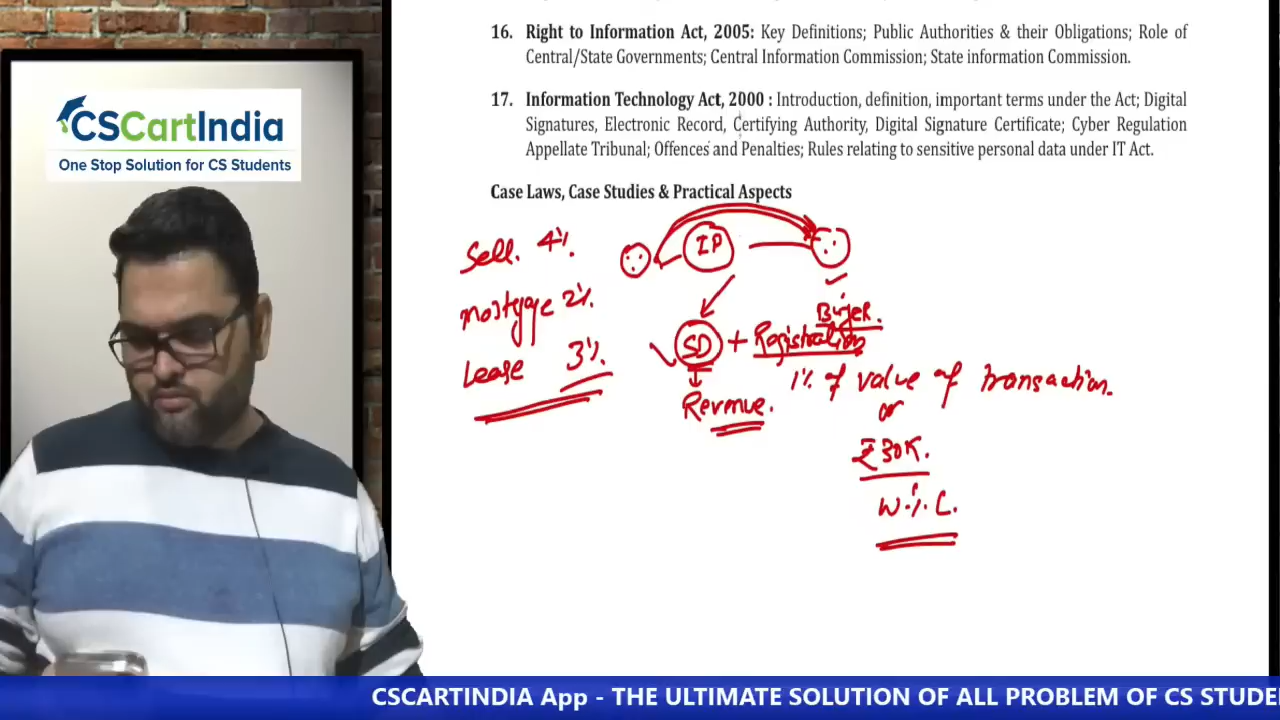 16. Right to Information Act, 2005: Key Definitions; Public Authorities & their Obligations; Role of
Central/State Governments; Central Information Commission; State information Commission.
17. Information Technology Act, 2000 : Introduction, definition, important terms under the Act; Digital
Signatures, Electronic Record, Certifying Authority, Digital Signature Certificate; Cyber Regulation
Appellate Tribunal; Offences and Penalties; Rules relating to sensitive personal data under IT Act.
Case Laws, Case Studies & Practical Aspects
CSCartIndia
One Stop Solution for CS Students
Sell. 4%.
mortgage 2%.
Lease 3%.
IP
SD + Registration
Revenue.
1% of value of transaction.
or
₹30K.
CSCARTINDIA App - THE ULTIMATE SOLUTION OF ALL PROBLEM OF CS STUDE